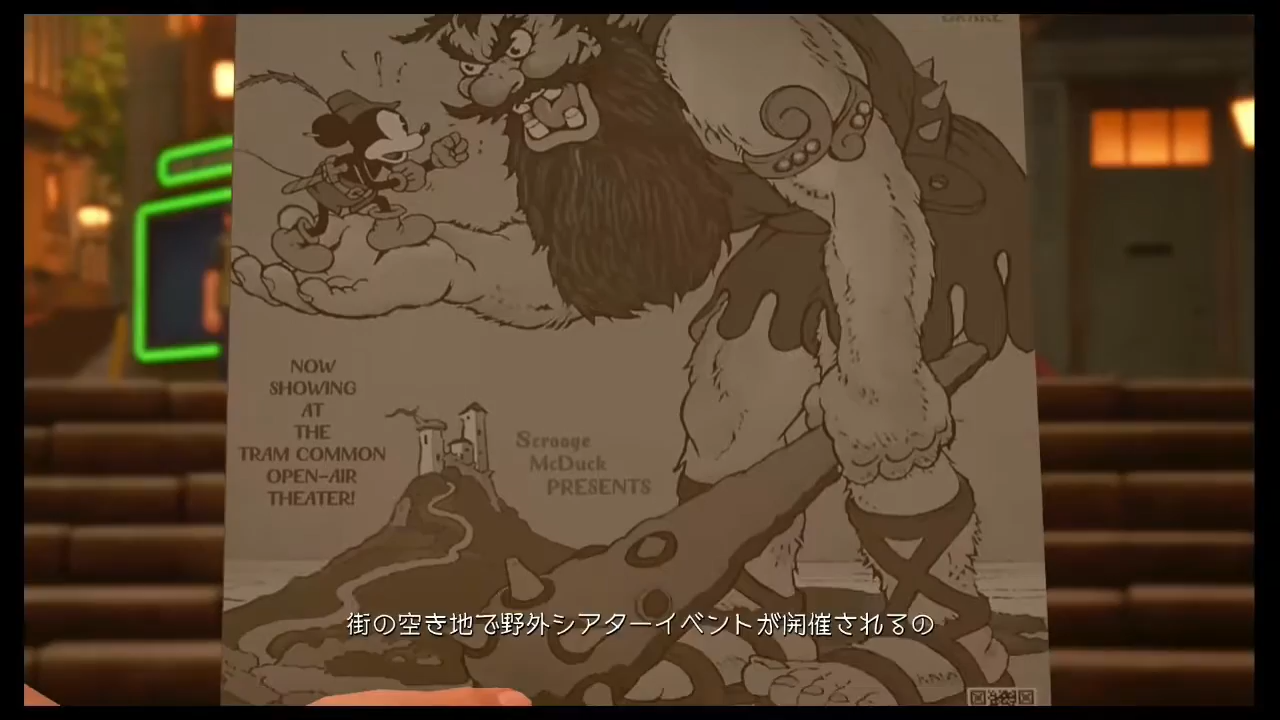 NOW
SHOWING
AT
THE
TRAM COMMON
OPEN-AIR
THEATER!
Scrooge
McDuck
PRESENTS
街の空き地で野外シアターイベントが開催されるの